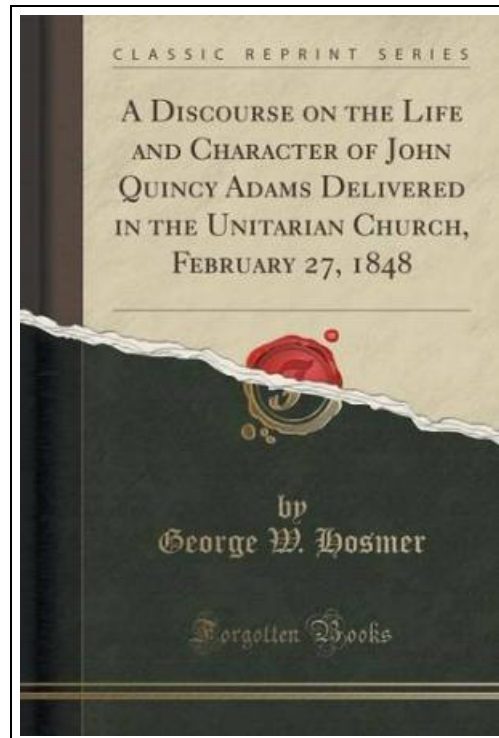 CLASSIC REPRINT SERIES
A DISCOURSE ON THE LIFE
AND CHARACTER OF JOHN
QUINCY ADAMS DELIVERED
IN THE UNITARIAN CHURCH,
FEBRUARY 27, 1848
by
George W. Hosmer
Forgotten Books